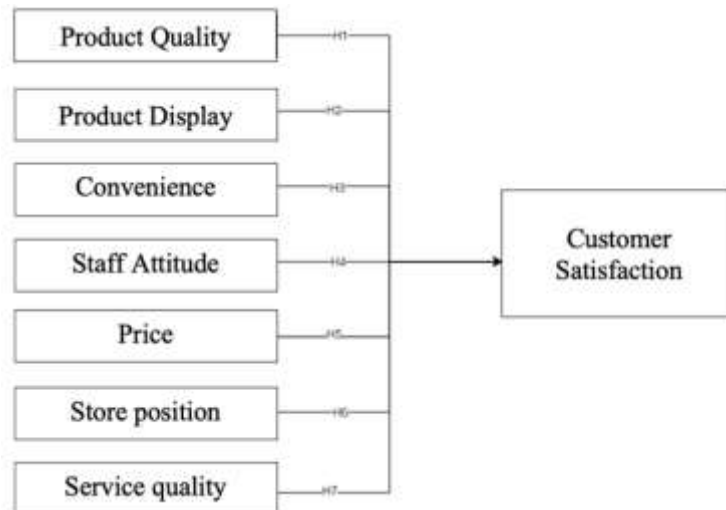 Product Quality
H1
Product Display
H2
Convenience
H3
Staff Attitude
H4
Customer
Satisfaction
Price
H5
Store position
H6
Service quality
H7